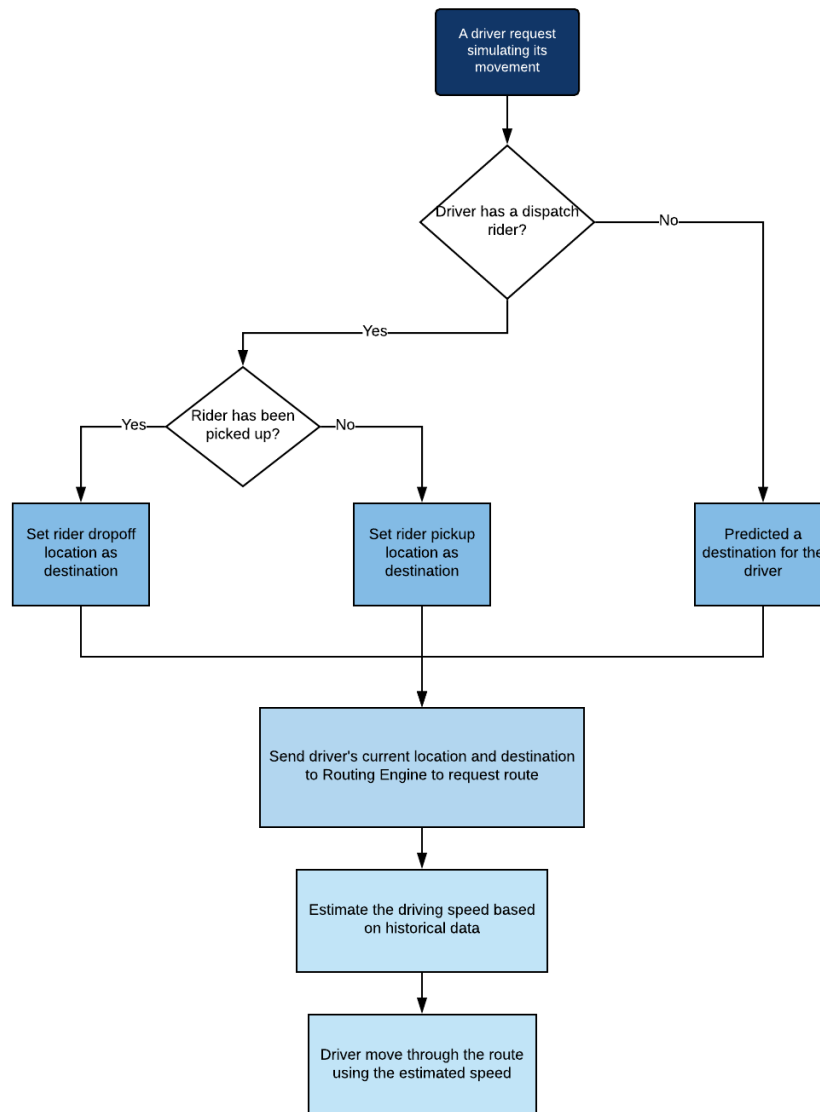 A driver request
simulating its
movement
Driver has a dispatch
rider?
No
Yes
Rider has been
picked up?
Yes
No
Set rider dropoff
location as
destination
Set rider pickup
location as
destination
Predicted a
destination for the
driver
Send driver's current location and destination
to Routing Engine to request route
Estimate the driving speed based
on historical data
Driver move through the route
using the estimated speed